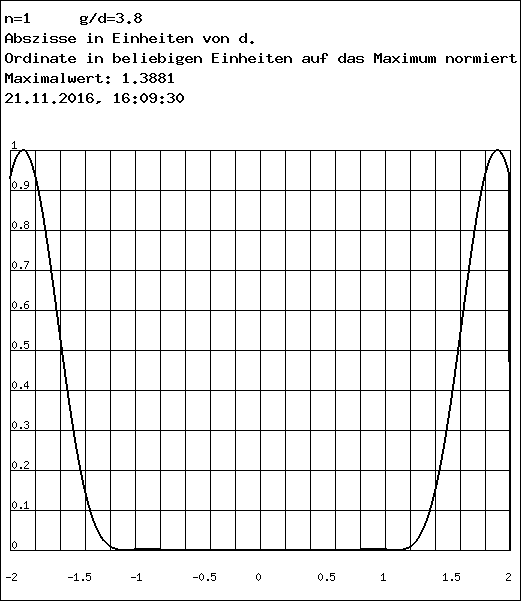 n=1 g/d=3.8
Abszisse in Einheiten von d.
Ordinate in beliebigen Einheiten auf das Maximum normiert
Maximalwert: 1.3881
21.11.2016, 16:09:30
1
0.9
0.8
0.7
0.6
0.5
0.4
0.3
0.2
0.1
0
-2 -1.5 -1 -0.5 0 0.5 1 1.5 2